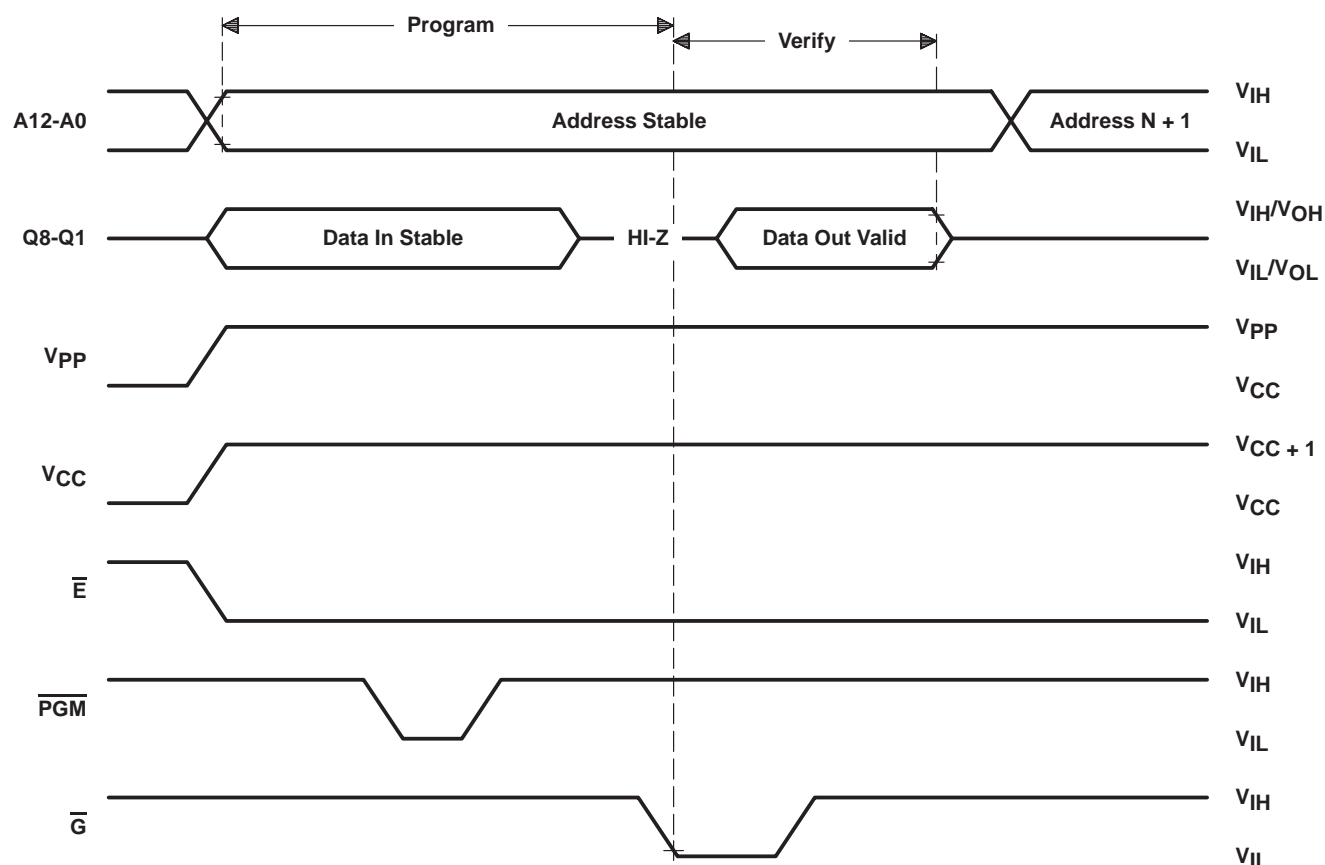 Program
Verify
A12-A0
Address Stable
Address N + 1
VIH
VIL
Q8-Q1
Data In Stable
HI-Z
Data Out Valid
VIH/VOH
VIL/VOL
VPP
VPP
VCC
VCC
VCC + 1
VCC
E
VIH
VIL
PGM
VIH
VIL
G
VIH
VIL